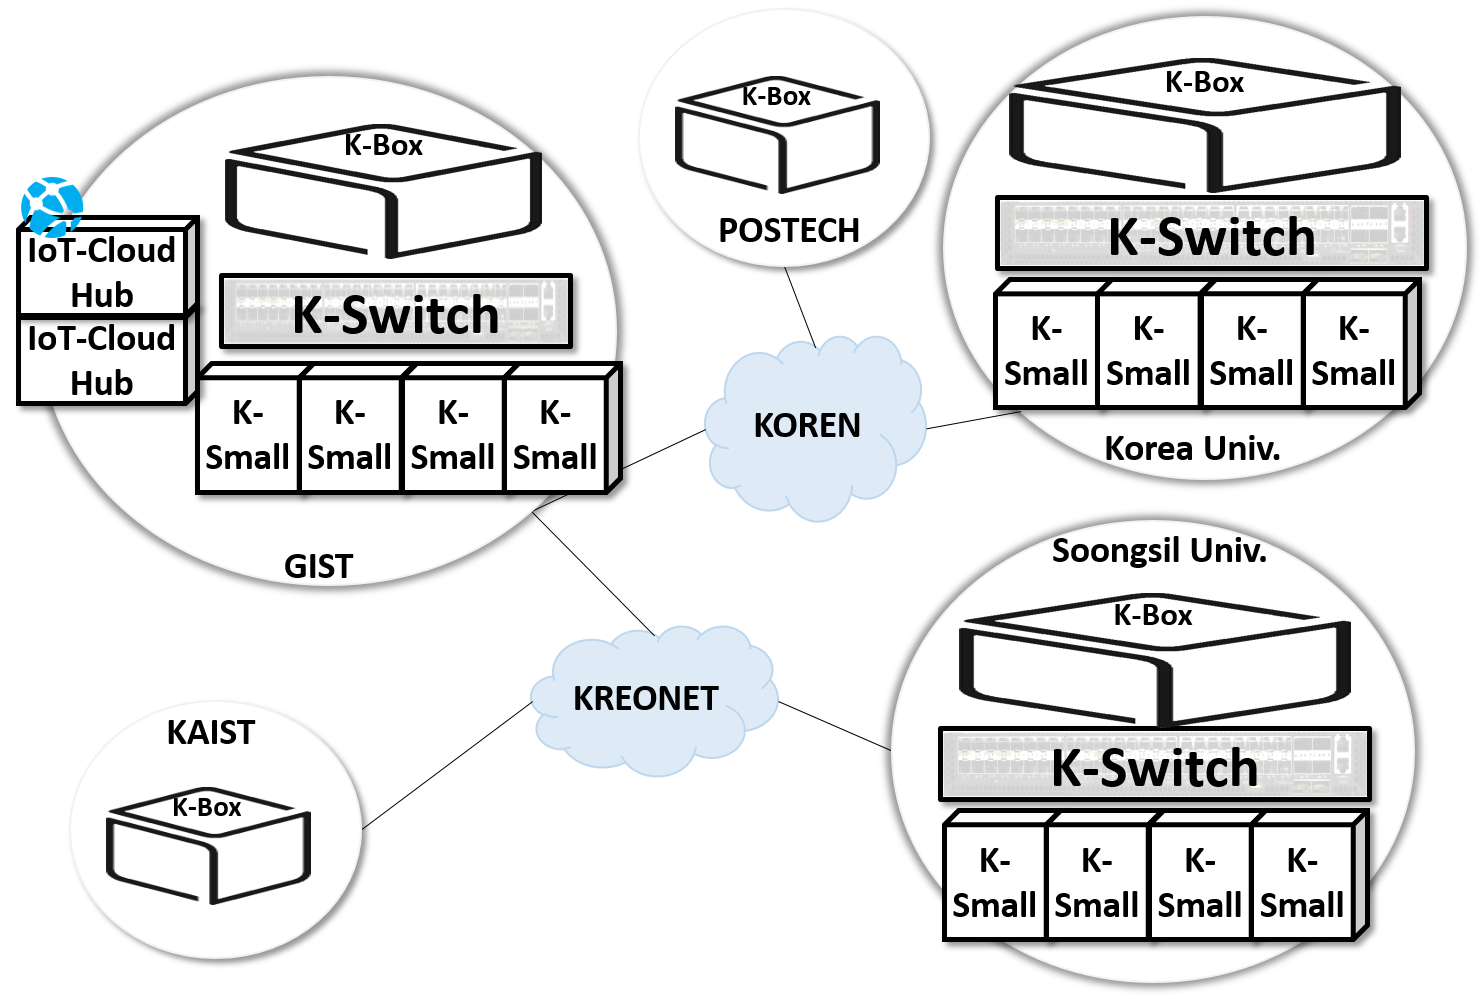 K-Box
IoT-Cloud
Hub
IoT-Cloud
Hub
K-Switch
K-
Small
K-
Small
K-
Small
K-
Small
GIST
K-Box
POSTECH
K-Box
K-Switch
K-
Small
K-
Small
K-
Small
K-
Small
Korea Univ.
KOREN
KREONET
KAIST
K-Box
Soongsil Univ.
K-Box
K-Switch
K-
Small
K-
Small
K-
Small
K-
Small